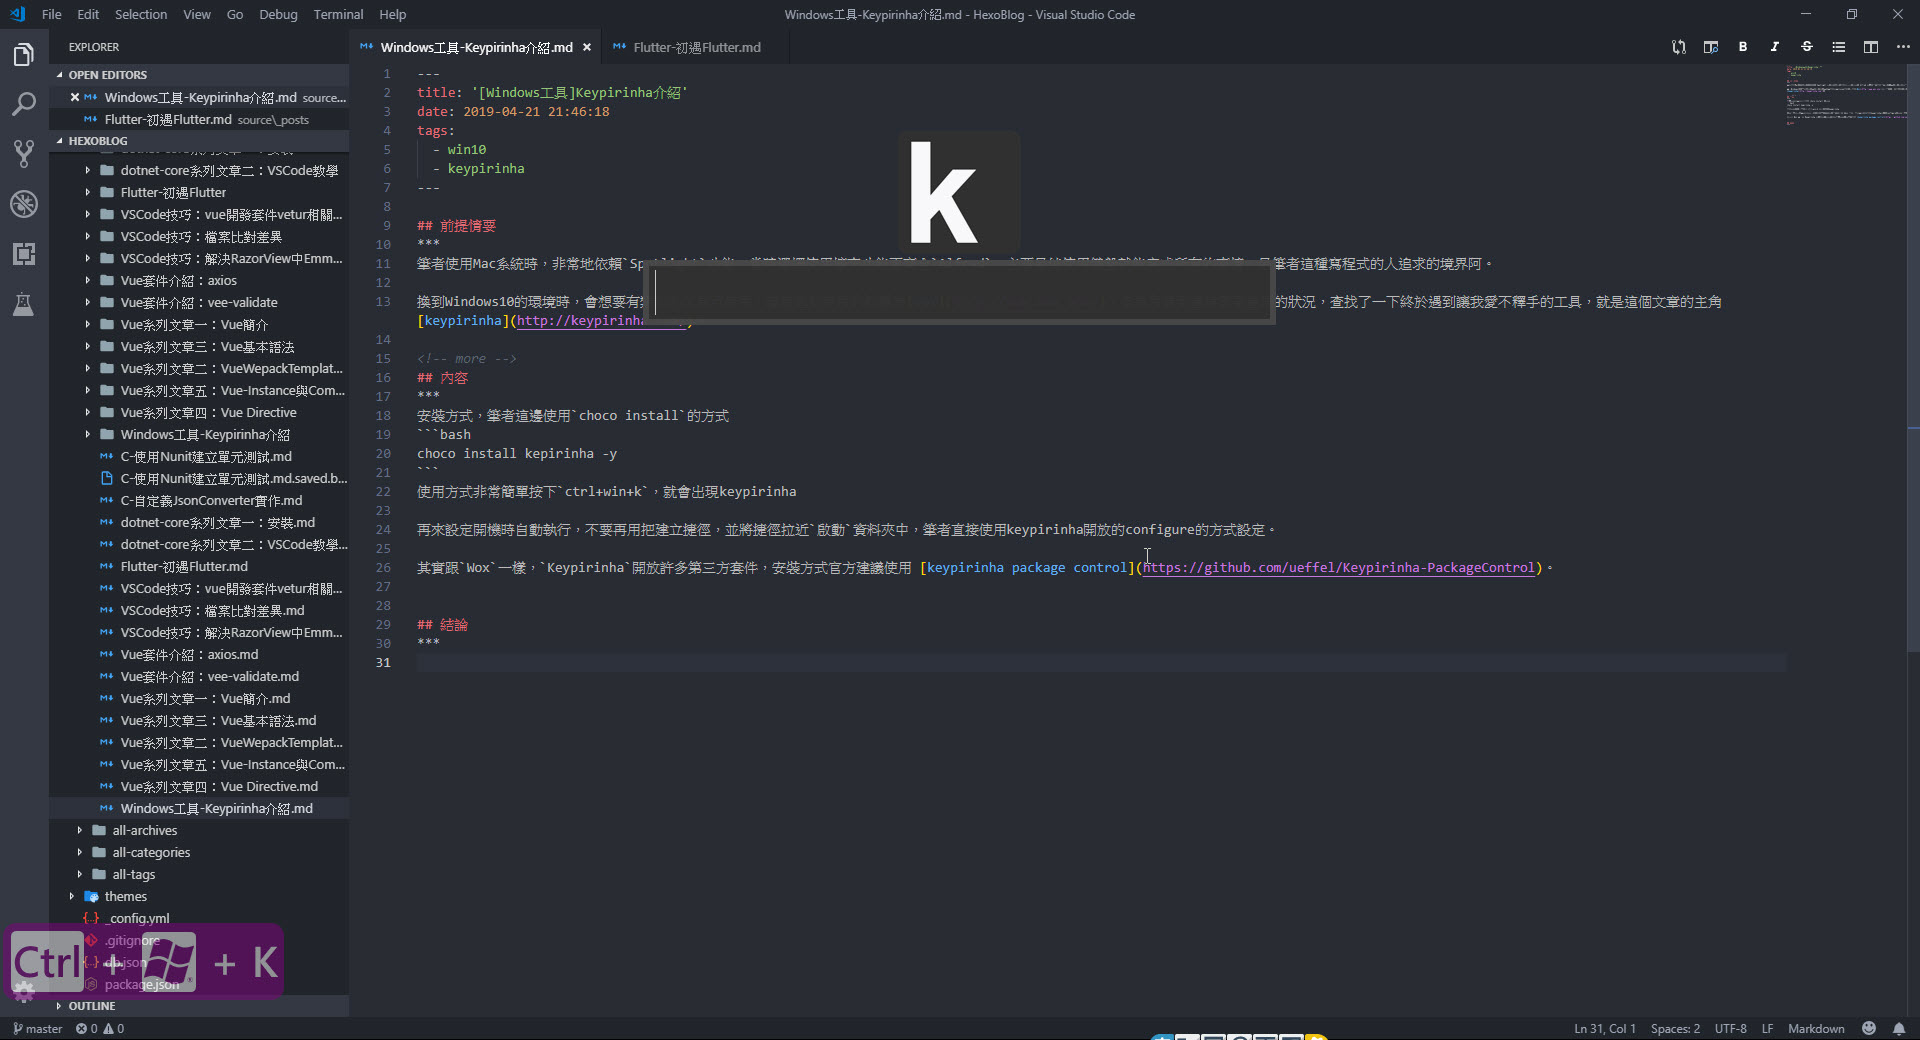 File Edit Selection View Go Debug Terminal Help
Windows工具-Keypirinha介紹.md - HexoBlog - Visual Studio Code
EXPLORER
OPEN EDITORS
Windows工具-Keypirinha介紹.md source...
Flutter-初遇Flutter.md source\_posts
HEXOBLOG
dotnet-core系列文章二：VSCode教學
Flutter-初遇Flutter
VSCode技巧：vue開發套件vetur相關...
VSCode技巧：檔案比對差異
VSCode技巧：解決RazorView中Emm...
Vue套件介紹：axios
Vue套件介紹：vee-validate
Vue系列文章一：Vue簡介
Vue系列文章三：Vue基本語法
Vue系列文章二：VueWepackTemplat...
Vue系列文章五：Vue-Instance與Com...
Vue系列文章四：Vue Directive
Windows工具-Keypirinha介紹
C-使用Nunit建立單元測試.md
C-使用Nunit建立單元測試.md.saved.b...
C-自定義JsonConverter實作.md
dotnet-core系列文章一：安裝.md
dotnet-core系列文章二：VSCode教學...
Flutter-初遇Flutter.md
VSCode技巧：vue開發套件vetur相關...
VSCode技巧：檔案比對差異.md
VSCode技巧：解決RazorView中Emm...
Vue套件介紹：axios.md
Vue套件介紹：vee-validate.md
Vue系列文章一：Vue簡介.md
Vue系列文章三：Vue基本語法.md
Vue系列文章二：VueWepackTemplat...
Vue系列文章五：Vue-Instance與Com...
Vue系列文章四：Vue Directive.md
Windows工具-Keypirinha介紹.md
all-archives
all-categories
all-tags
themes
_config.yml
.gitignore
db.json
package.json
OUTLINE
Ctrl + + K
Windows工具-Keypirinha介紹.md Flutter-初遇Flutter.md
1 ---
2 title: '[Windows工具]Keypirinha介紹'
3 date: 2019-04-21 21:46:18
4 tags:
5 - win10
6 - keypirinha
7 ---
8
9 ## 前提情要
10 ***
11 筆者使用Mac系統時，非常地依賴`Sp 筆者這種寫程式的人追求的境界阿。
12
13 換到Windows10的環境時，會想要有 的狀況，查找了一下終於遇到讓我愛不釋手的工具，就是這個文章的主角
[keypirinha](http://keypirinh
14
15 <!-- more -->
16 ## 內容
17 ***
18 安裝方式，筆者這邊使用`choco install`的方式
19 ```bash
20 choco install kepirinha -y
21 ```
22 使用方式非常簡單按下`ctrl+win+k`，就會出現keypirinha
23
24 再來設定開機時自動執行，不要再用把建立捷徑，並將捷徑拉近`啟動`資料夾中，筆者直接使用keypirinha開放的configure的方式設定。
25
26 其實跟`Wox`一樣，`Keypirinha`開放許多第三方套件，安裝方式官方建議使用 [keypirinha package control](https://github.com/ueffel/Keypirinha-PackageControl)。
27
28
29 ## 結論
30 ***
31
k
master 0 0
Ln 31, Col 1 Spaces: 2 UTF-8 LF Markdown